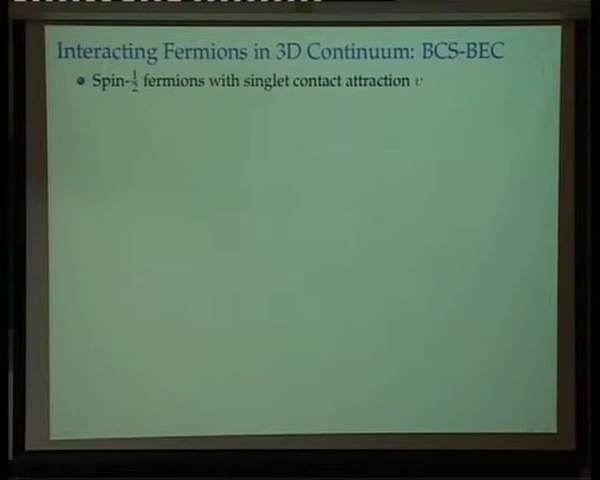 Interacting Fermions in 3D Continuum: BCS-BEC
Spin-½ fermions with singlet contact attraction υ